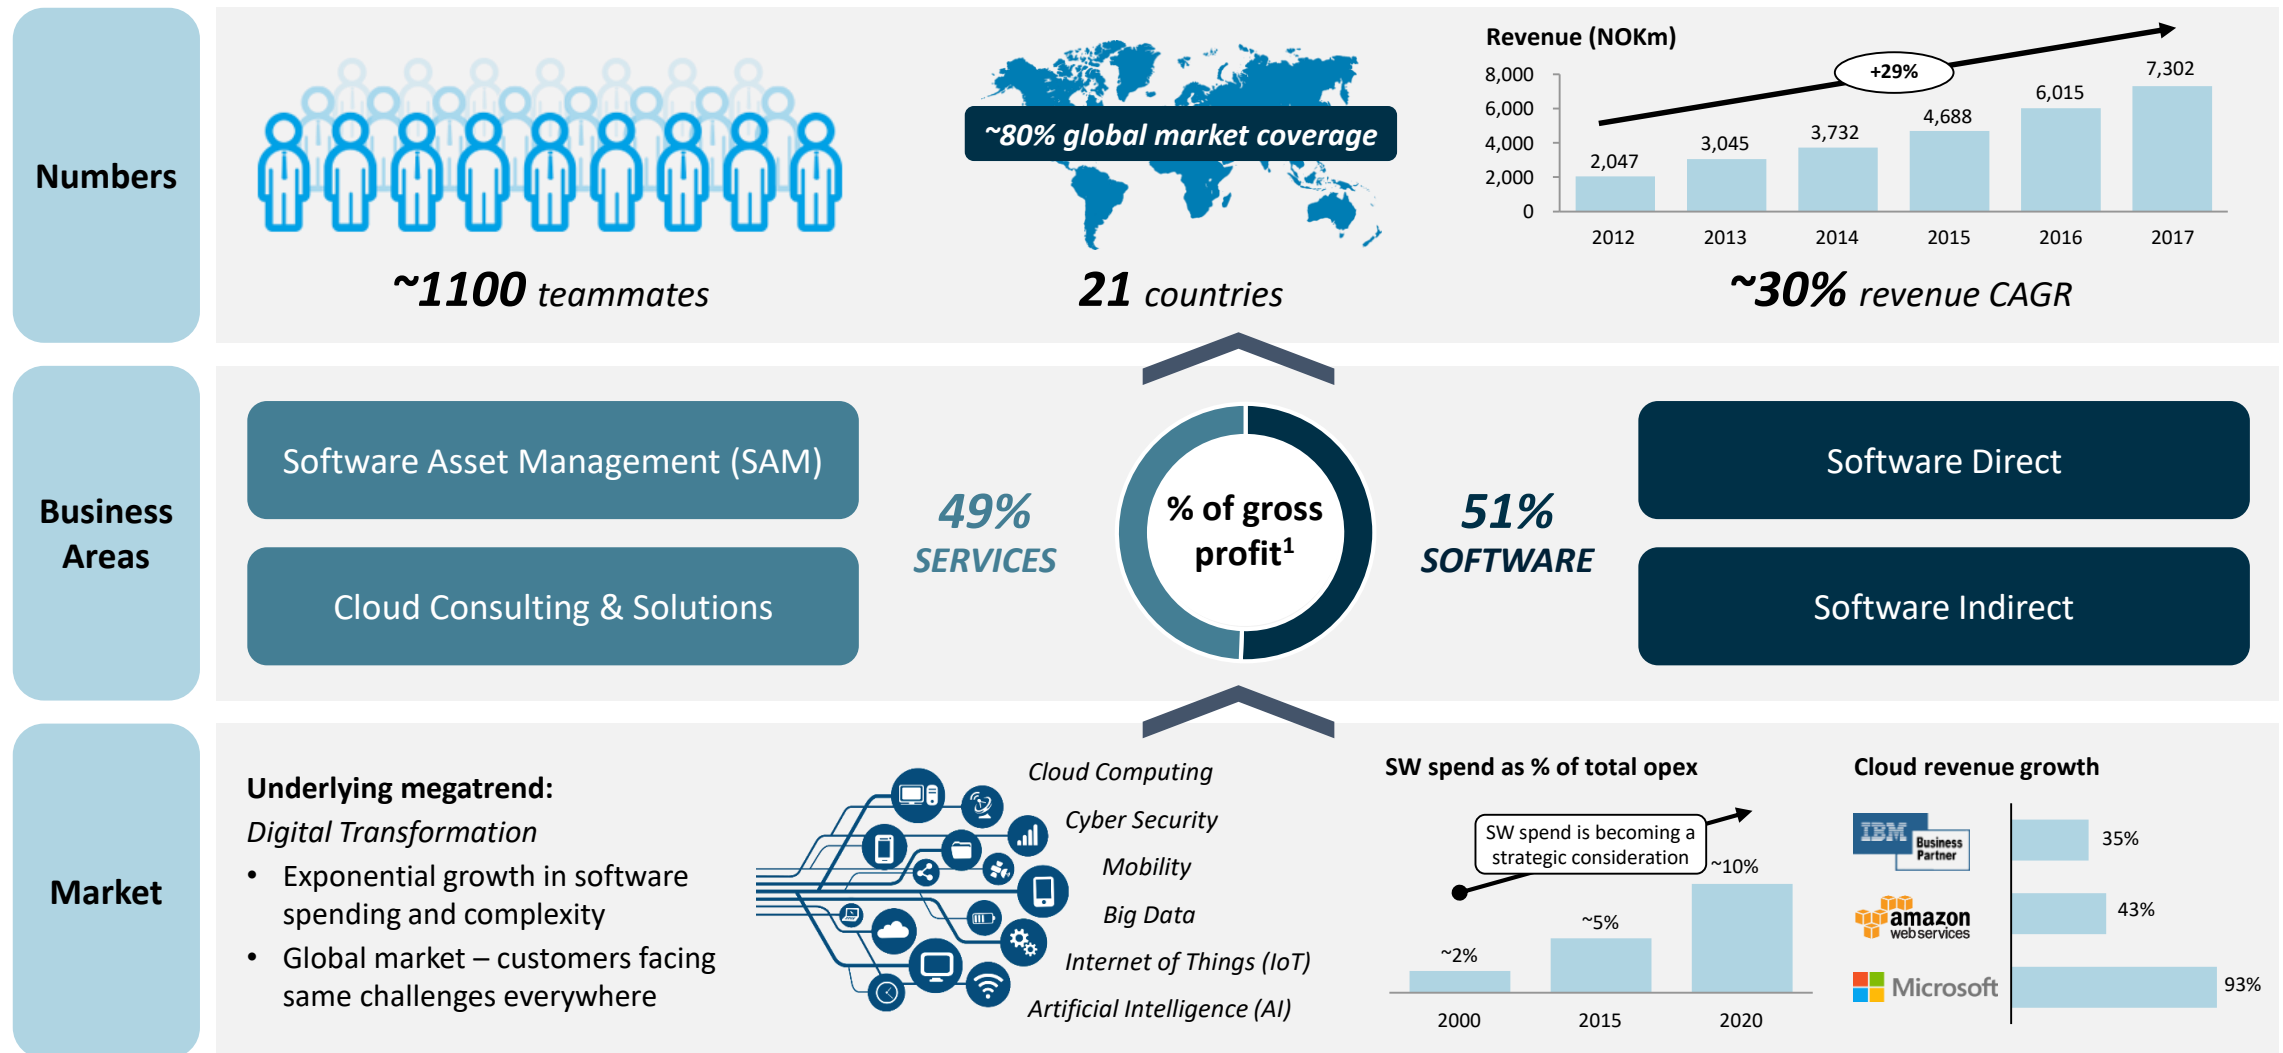 Numbers
~1100 teammates
~80% global market coverage
21 countries
Revenue (NOKm)
+29%
8,000
6,000
4,000
2,000
0
2,047
3,045
3,732
4,688
6,015
7,302
2012
2013
2014
2015
2016
2017
~30% revenue CAGR
Business
Areas
Software Asset Management (SAM)
Cloud Consulting & Solutions
49%
SERVICES
% of gross
profit¹
51%
SOFTWARE
Software Direct
Software Indirect
Market
Underlying megatrend:
Digital Transformation
• Exponential growth in software
spending and complexity
• Global market – customers facing
same challenges everywhere
Cloud Computing
Cyber Security
Mobility
Big Data
Internet of Things (IoT)
Artificial Intelligence (AI)
SW spend as % of total opex
SW spend is becoming a
strategic consideration
~2%
~5%
~10%
2000
2015
2020
Cloud revenue growth
IBM
Business
Partner
35%
amazon
webservices
43%
Microsoft
93%